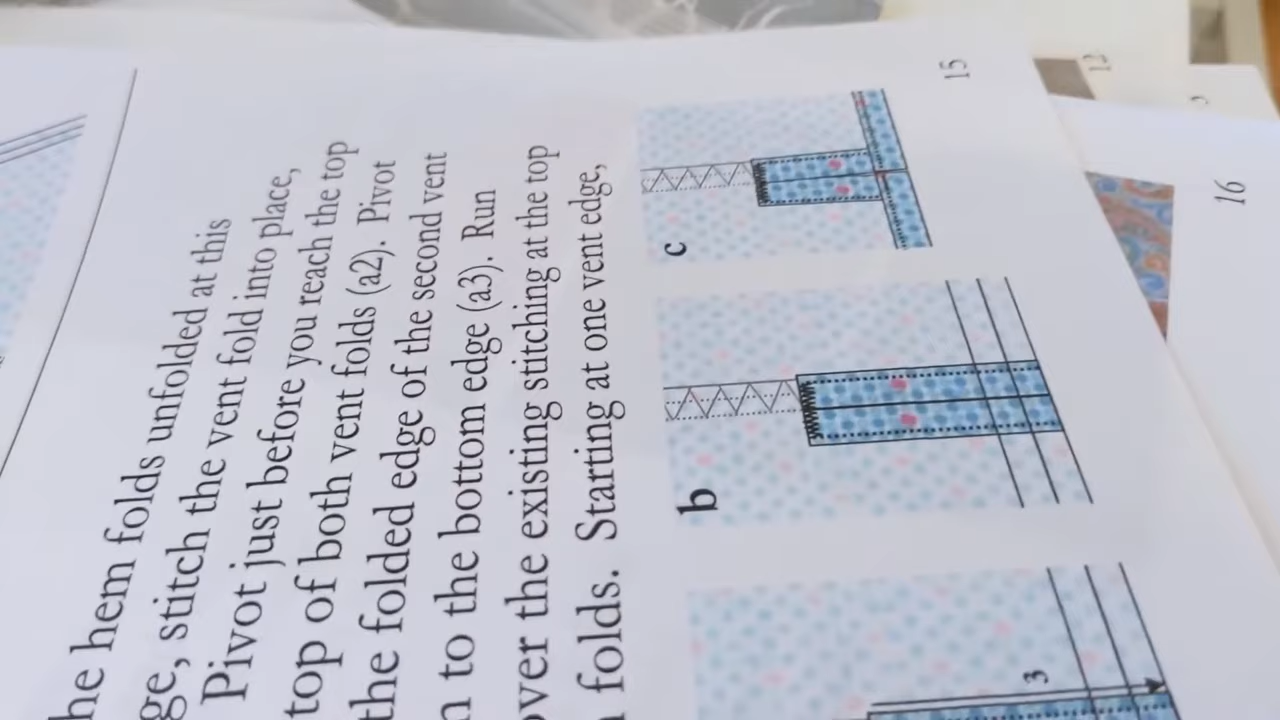 he hem folds unfolded at this
ge, stitch the vent fold into place,
Pivot just before you reach the top
top of both vent folds (a2). Pivot
the folded edge of the second vent
n to the bottom edge (a3). Run
over the existing stitching at the top
folds. Starting at one vent edge,
3
b
c
15
16